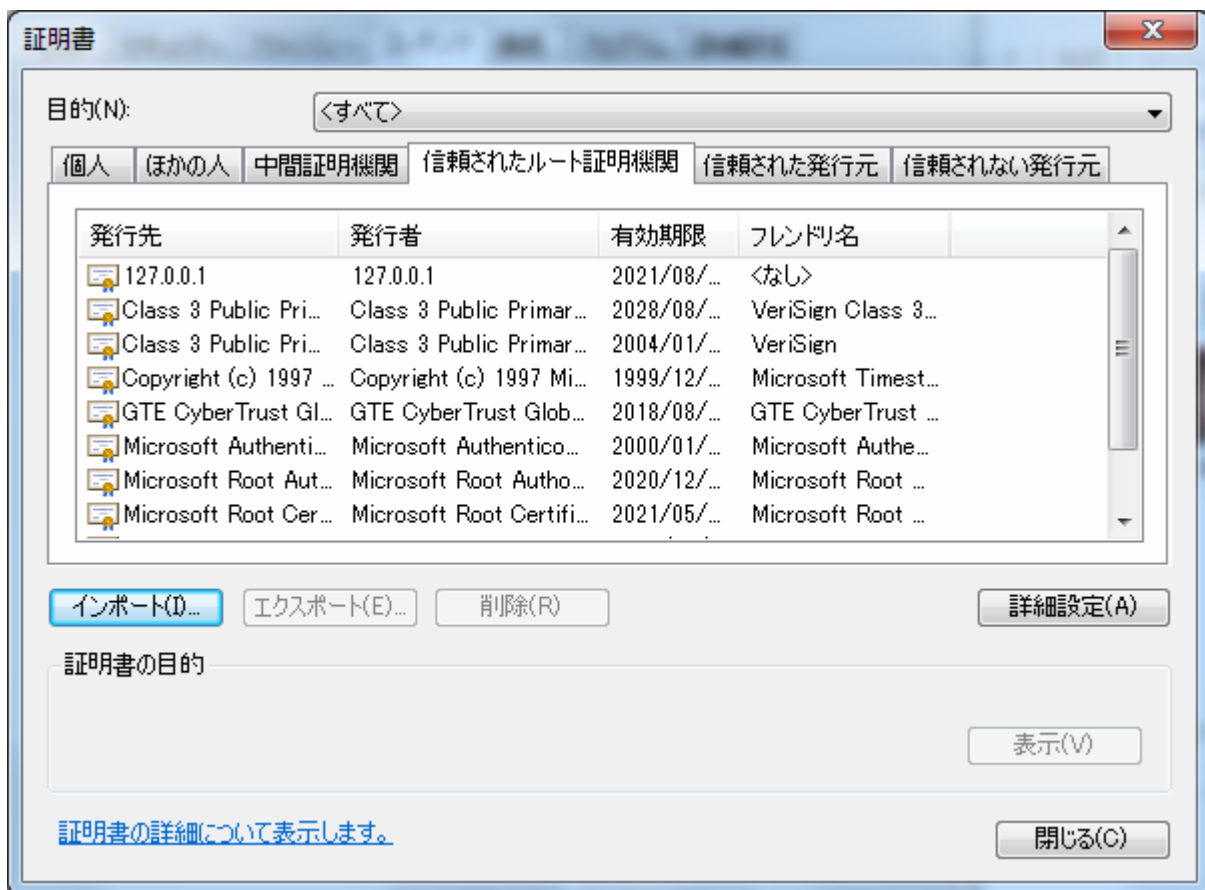 証明書
目的(N): <すべて>
個人 ほかの人 中間証明機関 信頼されたルート証明機関 信頼された発行元 信頼されない発行元
発行先 発行者 有効期限 フレンドリ名
127.0.0.1 127.0.0.1 2021/08/... <なし>
Class 3 Public Pri... Class 3 Public Primar... 2028/08/... VeriSign Class 3...
Class 3 Public Pri... Class 3 Public Primar... 2004/01/... VeriSign
Copyright (c) 1997 ... Copyright (c) 1997 Mi... 1999/12/... Microsoft Timest...
GTE CyberTrust Gl... GTE CyberTrust Glob... 2018/08/... GTE CyberTrust ...
Microsoft Authenti... Microsoft Authentico... 2000/01/... Microsoft Authe...
Microsoft Root Aut... Microsoft Root Autho... 2020/12/... Microsoft Root ...
Microsoft Root Cer... Microsoft Root Certifi... 2021/05/... Microsoft Root ...
インポート(I)... エクスポート(E)... 削除(R) 詳細設定(A)
証明書の目的
表示(V)
証明書の詳細について表示します。
閉じる(C)